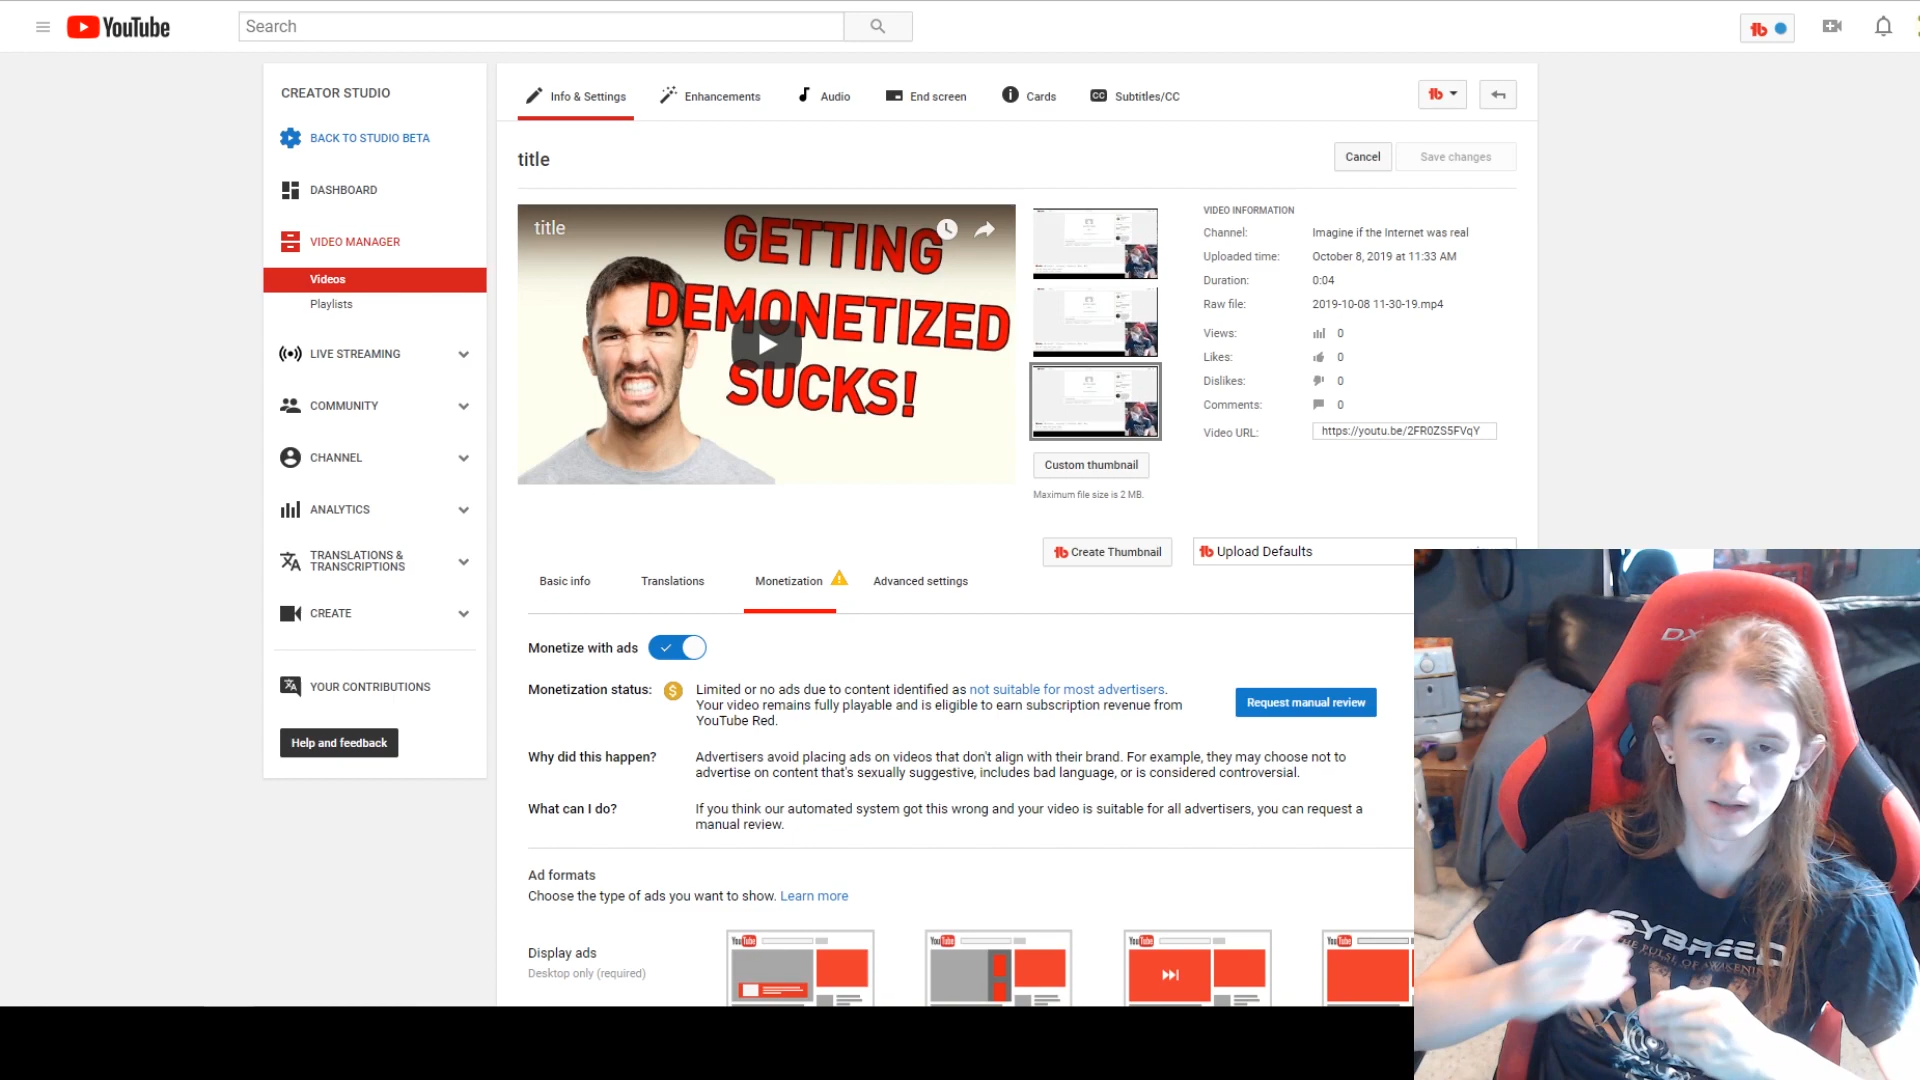 YouTube
Search
CREATOR STUDIO
BACK TO STUDIO BETA
DASHBOARD
VIDEO MANAGER
Videos
Playlists
LIVE STREAMING
COMMUNITY
CHANNEL
ANALYTICS
TRANSLATIONS &
TRANSCRIPTIONS
CREATE
YOUR CONTRIBUTIONS
Help and feedback
Info & Settings
Enhancements
Audio
End screen
Cards
CC Subtitles/CC
title
Cancel
Save changes
title
GETTING
DEMONETIZED
SUCKS!
Custom thumbnail
Maximum file size is 2 MB.
VIDEO INFORMATION
Channel: Imagine if the Internet was real
Uploaded time: October 8, 2019 at 11:33 AM
Duration: 0:04
Raw file: 2019-10-08 11-30-19.mp4
Views: 0
Likes: 0
Dislikes: 0
Comments: 0
Video URL: https://youtu.be/2FR0ZS5FVqY
Create Thumbnail
Upload Defaults
Basic info
Translations
Monetization
Advanced settings
Monetize with ads
Monetization status: $ Limited or no ads due to content identified as not suitable for most advertisers.
Your video remains fully playable and is eligible to earn subscription revenue from
YouTube Red.
Request manual review
Why did this happen? Advertisers avoid placing ads on videos that don't align with their brand. For example, they may choose not to
advertise on content that's sexually suggestive, includes bad language, or is considered controversial.
What can I do? If you think our automated system got this wrong and your video is suitable for all advertisers, you can request a
manual review.
Ad formats
Choose the type of ads you want to show. Learn more
Display ads
Desktop only (required)
YouTube
YouTube
YouTube
YouTube
DX
SYBREED
THE PULSE OF AWAKENING